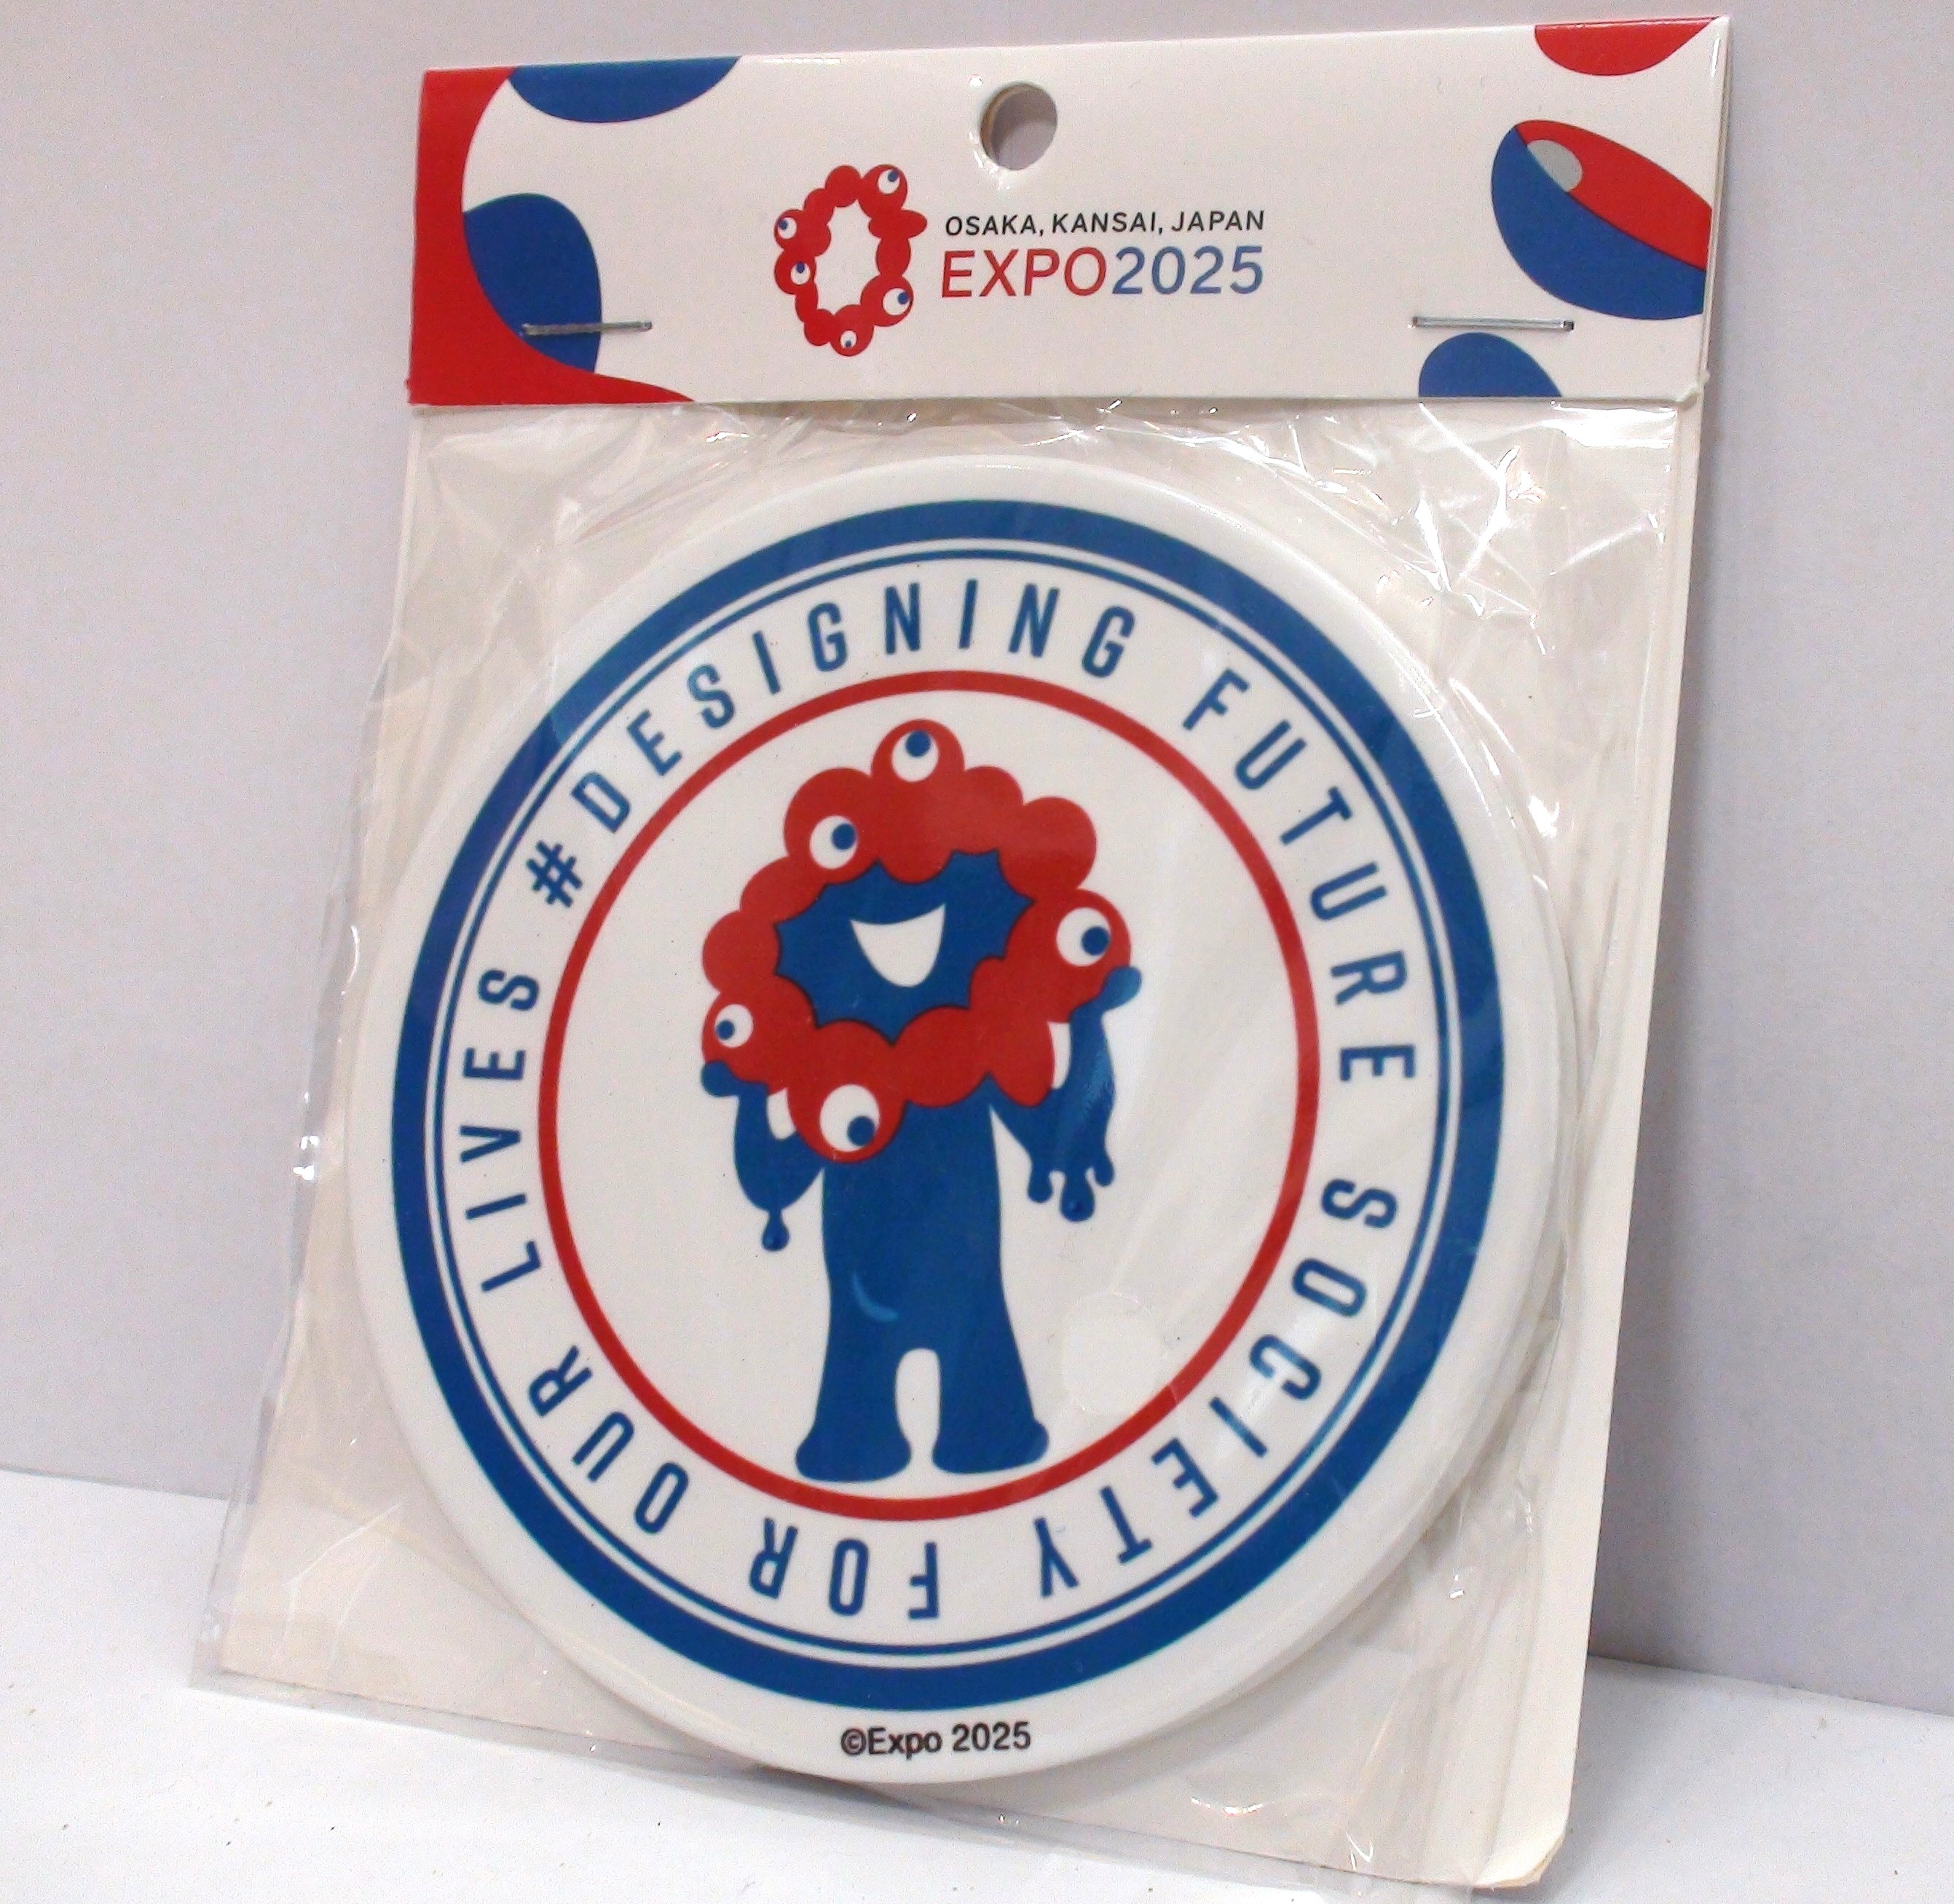 OSAKA, KANSAI, JAPAN
EXPO2025
#DESIGNING FUTURE SOCIETY FOR OUR LIVES
©Expo 2025